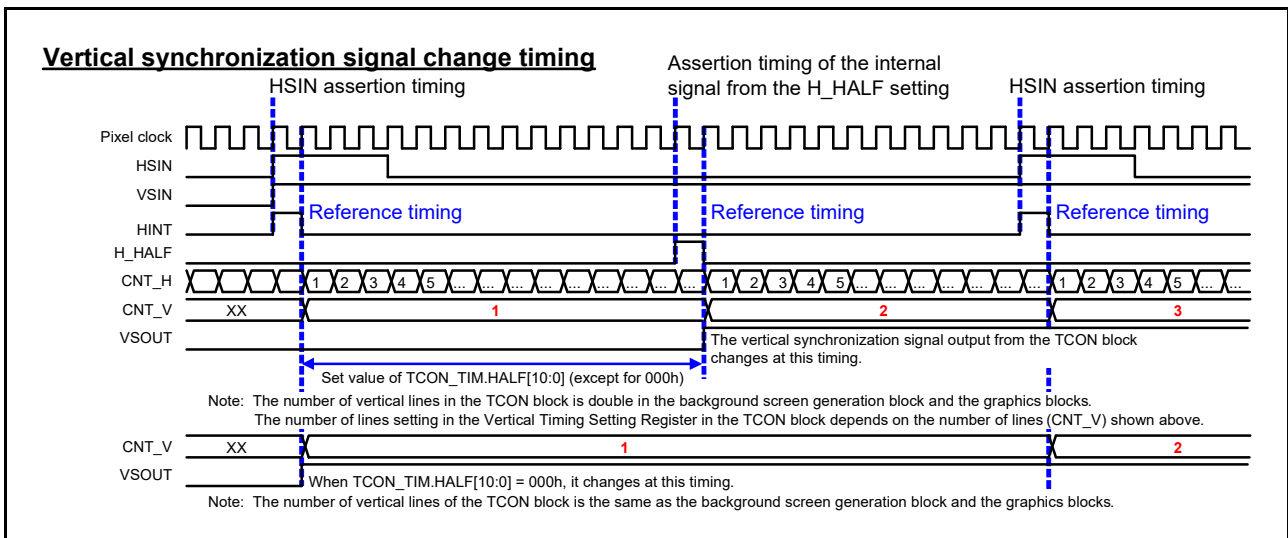 Vertical synchronization signal change timing
HSIN assertion timing
Assertion timing of the internal
signal from the H_HALF setting
HSIN assertion timing
Pixel clock
HSIN
VSIN
HINT
Reference timing
Reference timing
Reference timing
H_HALF
CNT_H 1 2 3 4 5 ... ... ... ... ... ... ... ... ... 1 2 3 4 5 ... ... ... ... ... ... ... 1 2 3 4 5 ... ...
CNT_V XX 1 2 3
VSOUT
The vertical synchronization signal output from the TCON block
changes at this timing.
Set value of TCON_TIM.HALF[10:0] (except for 000h)
Note: The number of vertical lines in the TCON block is double in the background screen generation block and the graphics blocks.
The number of lines setting in the Vertical Timing Setting Register in the TCON block depends on the number of lines (CNT_V) shown above.
CNT_V XX 1 2
VSOUT
When TCON_TIM.HALF[10:0] = 000h, it changes at this timing.
Note: The number of vertical lines of the TCON block is the same as the background screen generation block and the graphics blocks.